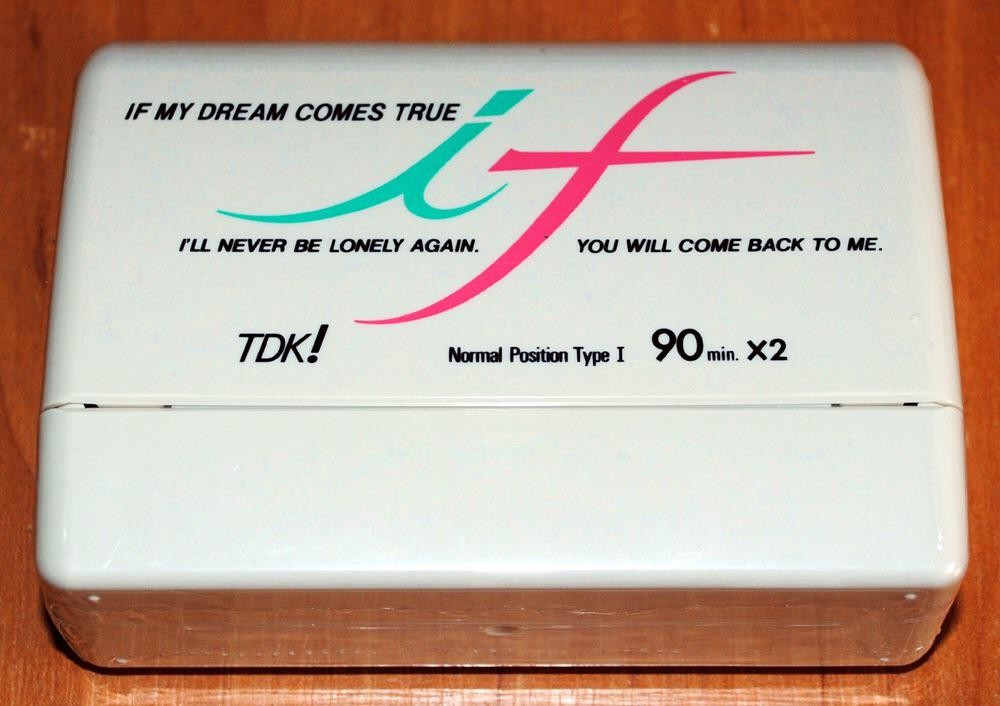 IF MY DREAM COMES TRUE
if
I'LL NEVER BE LONELY AGAIN. YOU WILL COME BACK TO ME.
TDK! Normal Position Type I 90 min. X2